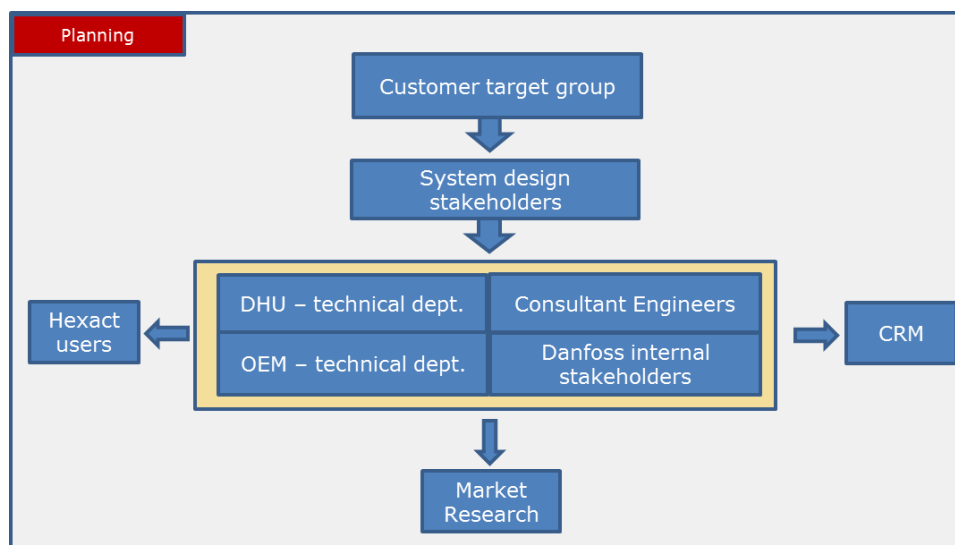 Planning
Customer target group
System design
stakeholders
DHU – technical dept.
Consultant Engineers
Hexact
users
CRM
OEM – technical dept.
Danfoss internal
stakeholders
Market
Research